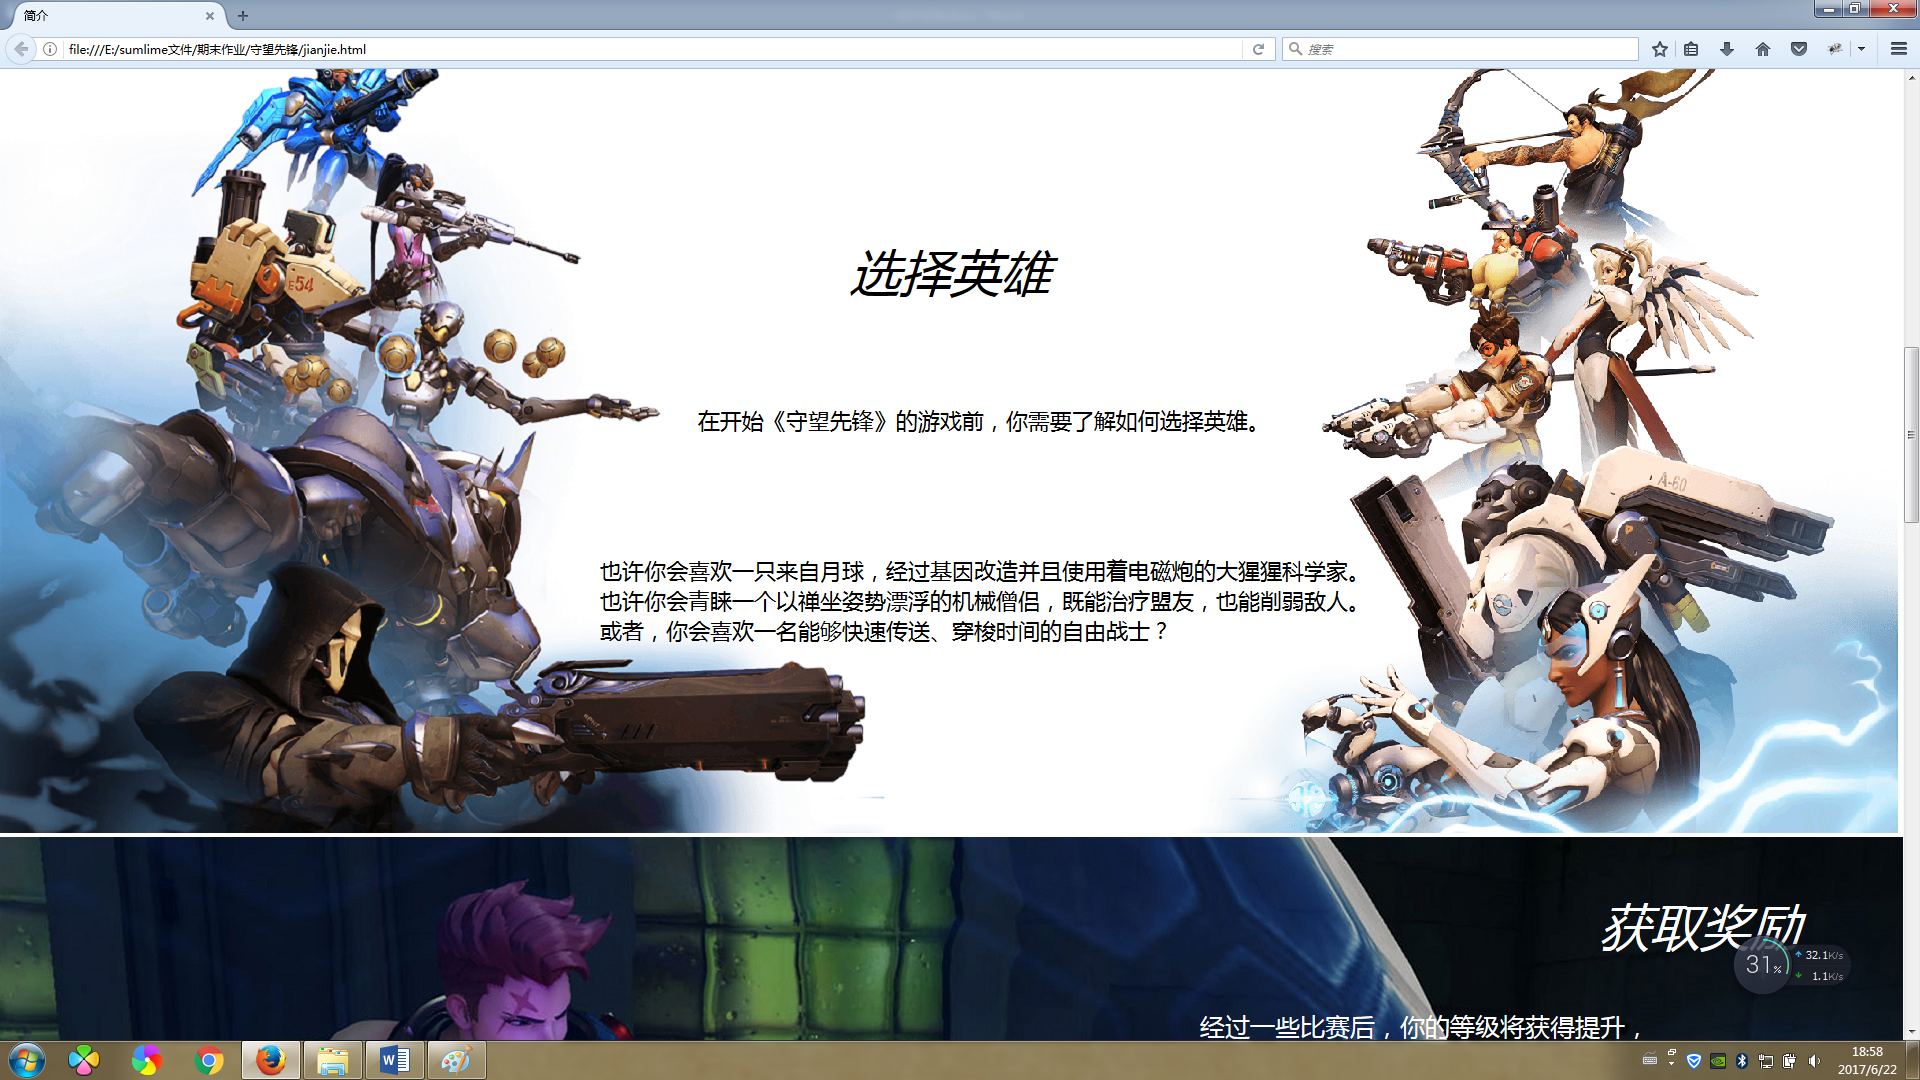 简介
file:///E:/sumlime文件/期末作业/守望先锋/jianjie.html
搜索
E54
选择英雄
在开始《守望先锋》的游戏前，你需要了解如何选择英雄。
A-60
也许你会喜欢一只来自月球，经过基因改造并且使用着电磁炮的大猩猩科学家。
也许你会青睐一个以禅坐姿势漂浮的机械僧侣，既能治疗盟友，也能削弱敌人。
或者，你会喜欢一名能够快速传送、穿梭时间的自由战士？
获取奖励
31%
32.1K/s
1.1K/s
经过一些比赛后，你的等级将获得提升，
18:58
2017/6/22